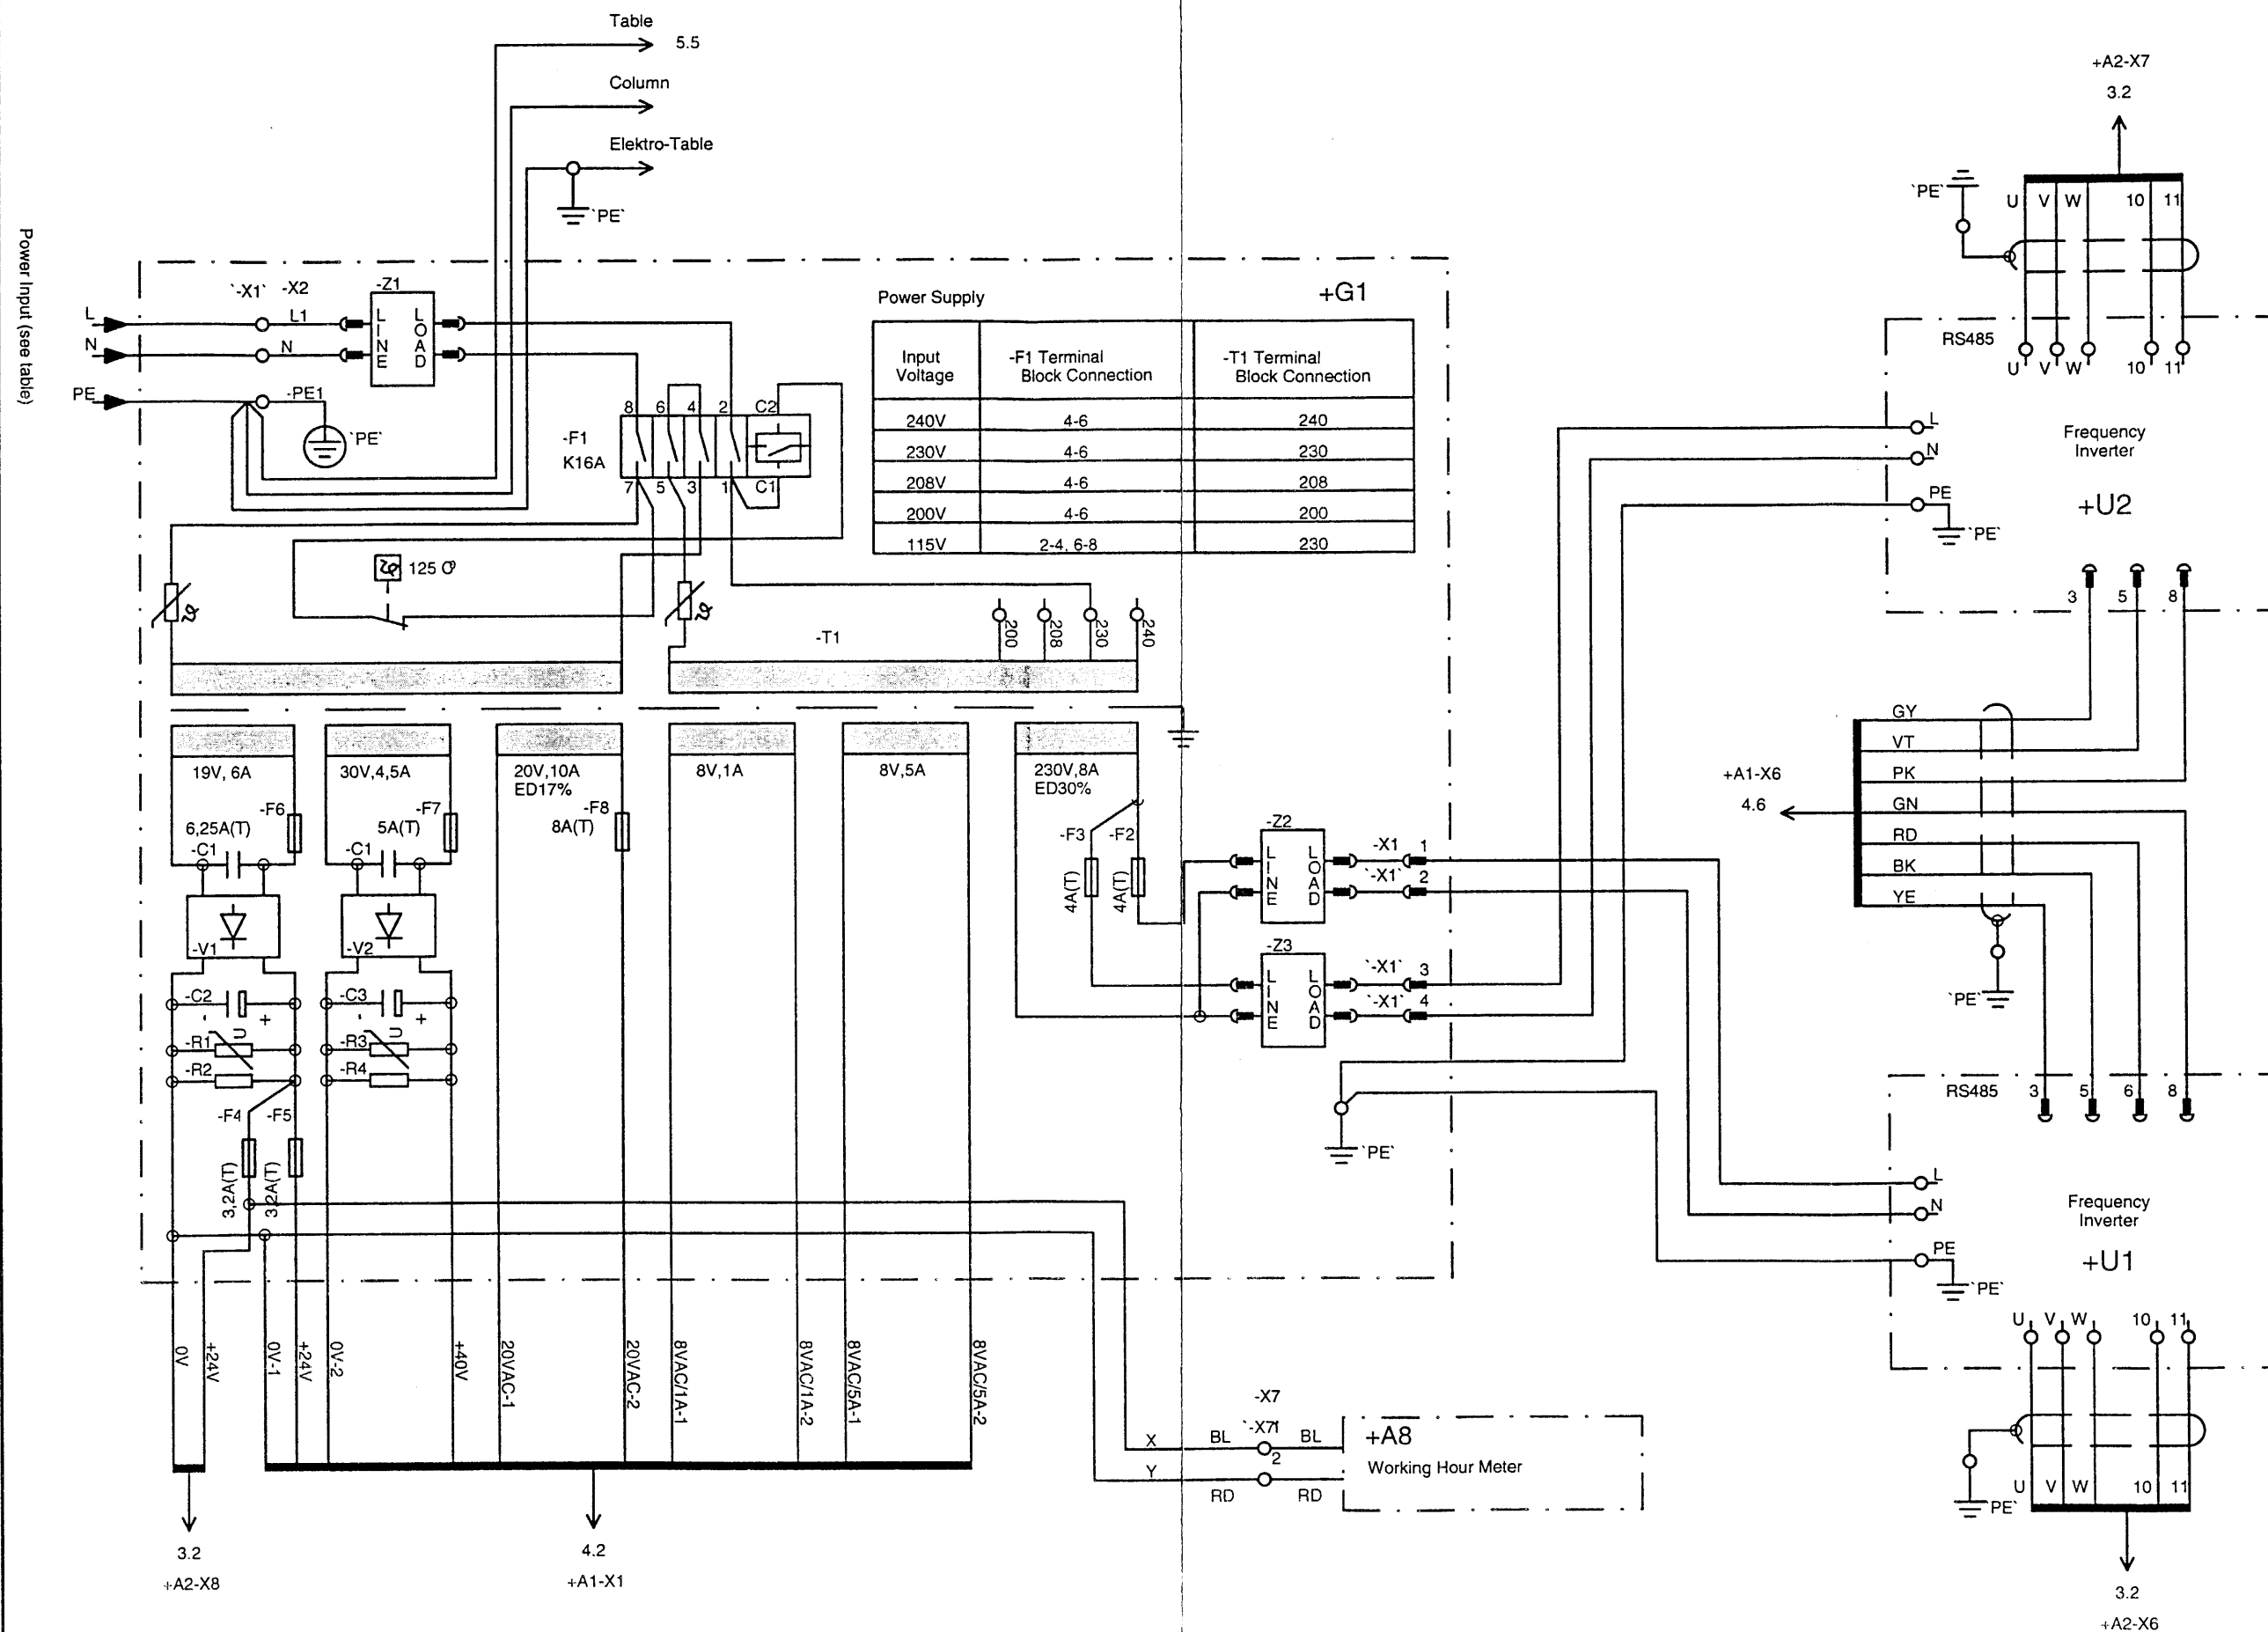 Table
5.5
Column
Elektro-Table
`PE`
Power Input (see table)
L
N
PE
`-X1` -X2
L1
N
-PE1
`PE`
-Z1
LINE
LOAD
-F1
K16A
8 6 4 2 C2
7 5 3 1 C1
125
-T1
200
208
230
240
Power Supply
+G1
Input Voltage
-F1 Terminal Block Connection
-T1 Terminal Block Connection
240V 4-6 240
230V 4-6 230
208V 4-6 208
200V 4-6 200
115V 2-4, 6-8 230
19V, 6A
30V,4,5A
20V,10A
ED17%
8V,1A
8V,5A
230V,8A
ED30%
-F6
6,25A(T)
-C1
-V1
-C2
- +
-R1
U
-R2
-F4 -F5
3,2A(T)
3,2A(T)
-F7
5A(T)
-C1
-V2
-C3
- +
-R3
U
-R4
-F8
8A(T)
-F3 -F2
4A(T)
4A(T)
-Z2
LINE
LOAD
-X1 1
`-X1` 2
-Z3
LINE
LOAD
`-X1` 3
`-X1` 4
`PE`
0V
+24V
0V-1
+24V
0V-2
+40V
20VAC-1
20VAC-2
8VAC/1A-1
8VAC/1A-2
8VAC/5A-1
8VAC/5A-2
3.2
+A2-X8
4.2
+A1-X1
X
Y
BL
RD
-X7
`-X7
1
2
BL
RD
+A8
Working Hour Meter
+A2-X7
3.2
`PE`
U V W 10 11
RS485
U V W 10 11
L
N
PE
`PE`
Frequency
Inverter
+U2
3 5 8
+A1-X6
4.6
GY
VT
PK
GN
RD
BK
YE
`PE`
RS485
3 5 6 8
L
N
PE
`PE`
Frequency
Inverter
+U1
U V W 10 11
`PE`
U V W 10 11
3.2
+A2-X6